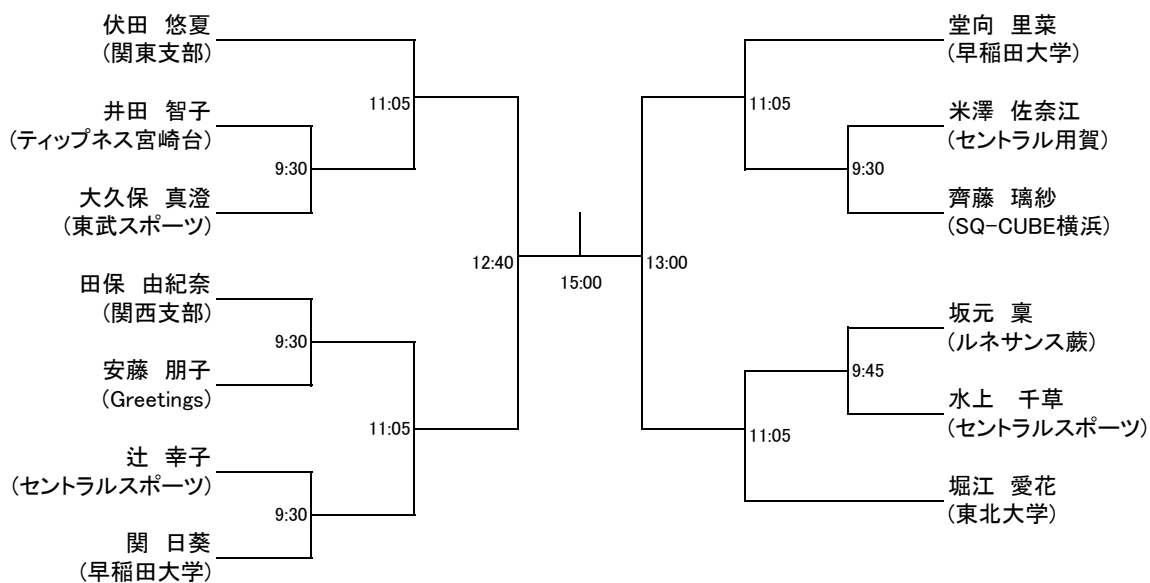 伏田　悠夏
(関東支部)
井田　智子
(ティップネス宮崎台)
大久保　真澄
(東武スポーツ)
田保　由紀奈
(関西支部)
安藤　朋子
(Greetings)
辻　幸子
(セントラルスポーツ)
関　日葵
(早稲田大学)
11:05
9:30
9:30
11:05
9:30
12:40
15:00
13:00
11:05
9:30
9:45
11:05
堂向　里菜
(早稲田大学)
米澤　佐奈江
(セントラル用賀)
齊藤　璃紗
(SQ-CUBE横浜)
坂元　稟
(ルネサンス蕨)
水上　千草
(セントラルスポーツ)
堀江　愛花
(東北大学)